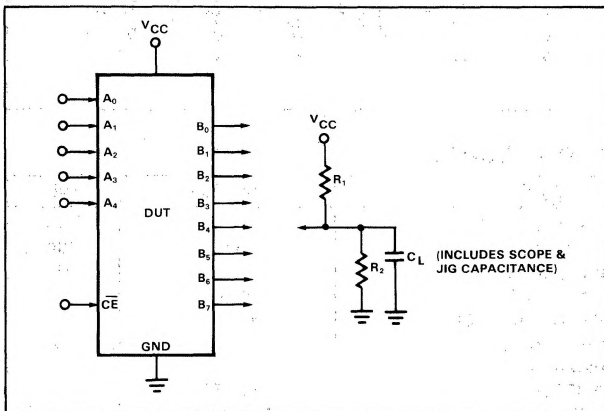 VCC
A0
A1
A2
A3
A4
DUT
CE
GND
B0
B1
B2
B3
B4
B5
B6
B7
VCC
R1
R2
CL
(INCLUDES SCOPE &
JIG CAPACITANCE)